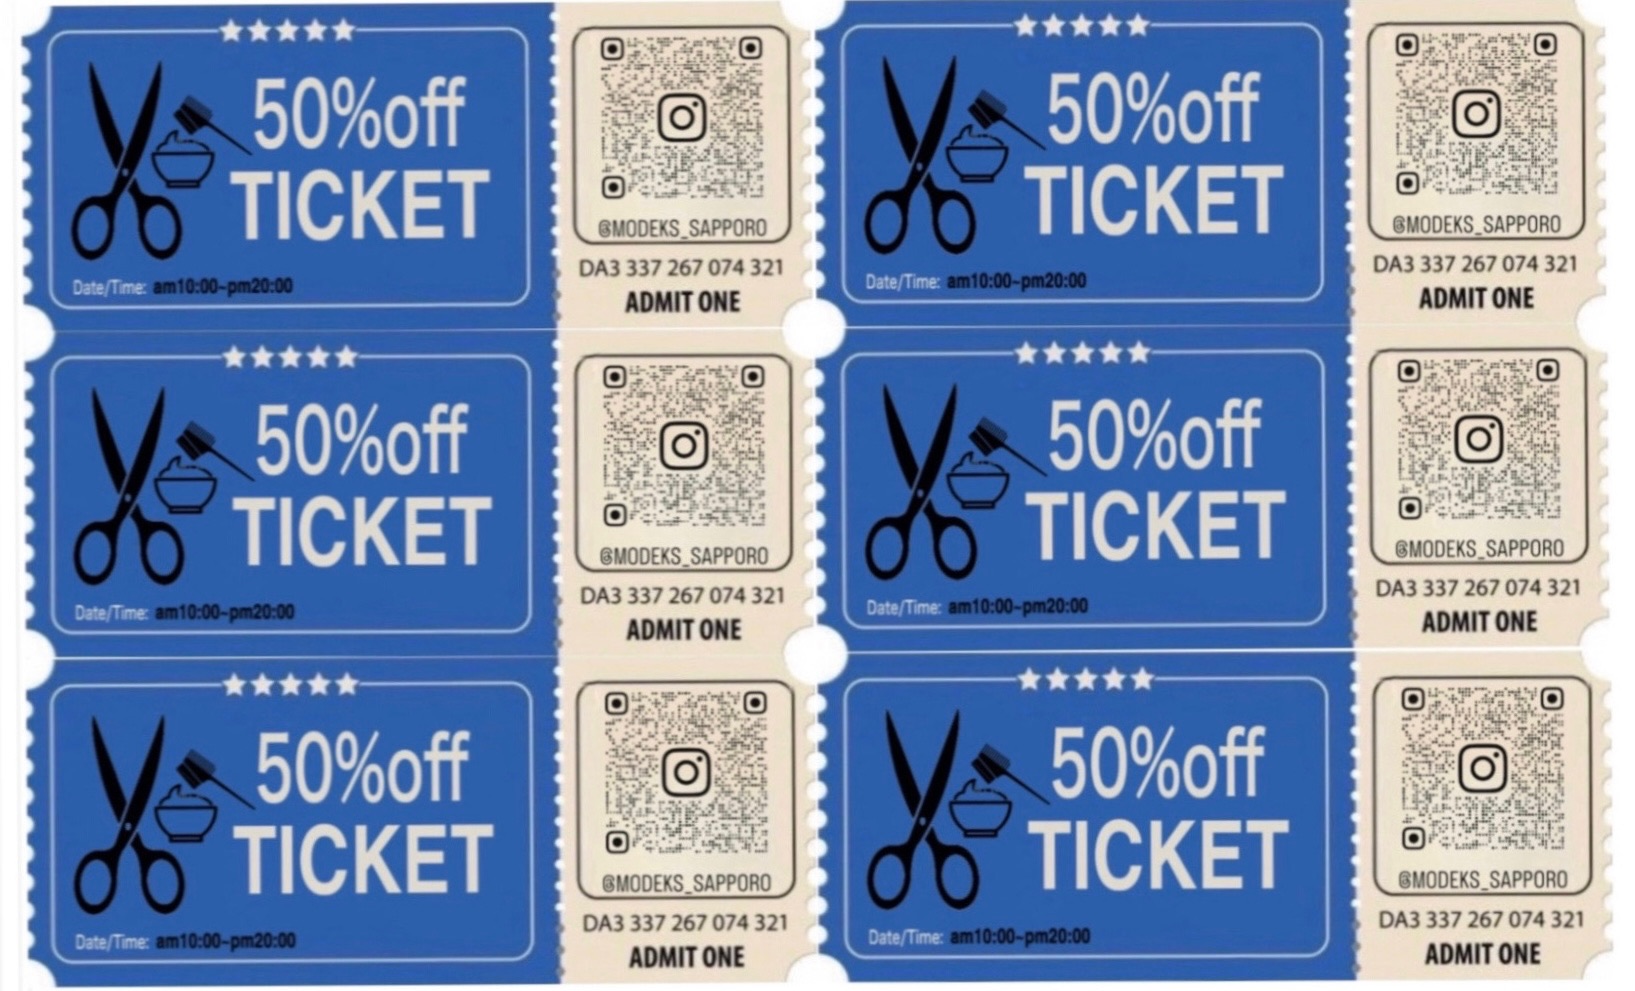 50%off
TICKET
Date/Time: am10:00~pm20:00
@MODEKS_SAPPORO
DA3 337 267 074 321
ADMIT ONE
50%off
TICKET
Date/Time: am10:00~pm20:00
@MODEKS_SAPPORO
DA3 337 267 074 321
ADMIT ONE
50%off
TICKET
Date/Time: am10:00~pm20:00
@MODEKS_SAPPORO
DA3 337 267 074 321
ADMIT ONE
50%off
TICKET
Date/Time: am10:00~pm20:00
@MODEKS_SAPPORO
DA3 337 267 074 321
ADMIT ONE
50%off
TICKET
Date/Time: am10:00~pm20:00
@MODEKS_SAPPORO
DA3 337 267 074 321
ADMIT ONE
50%off
TICKET
Date/Time: am10:00~pm20:00
@MODEKS_SAPPORO
DA3 337 267 074 321
ADMIT ONE